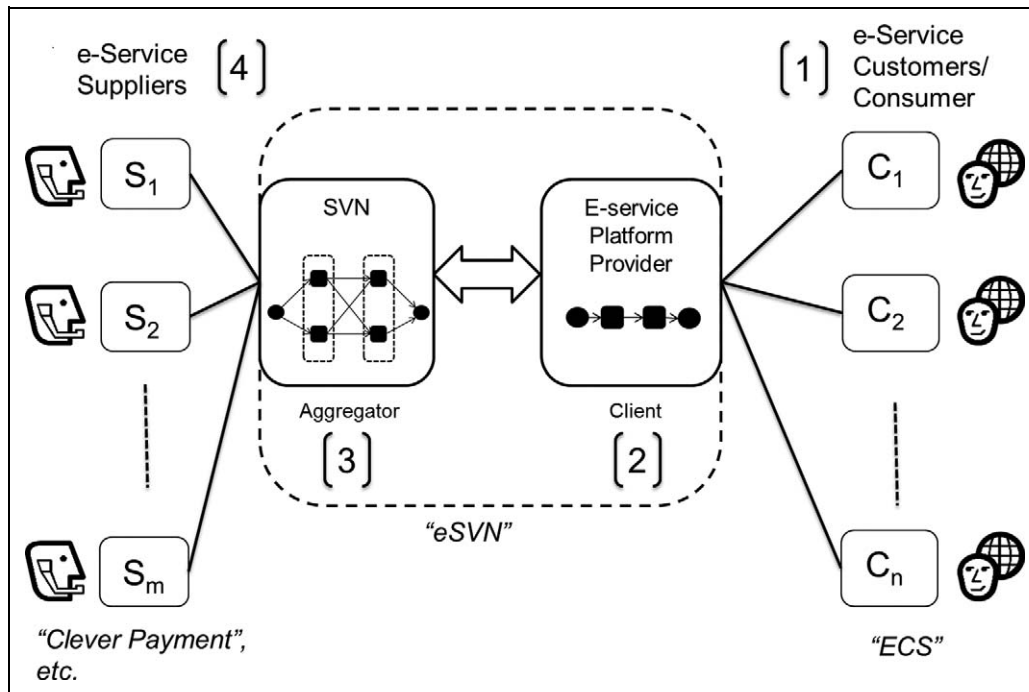 e-Service
Suppliers
[4]
[1]
e-Service
Customers/
Consumer
S1
S2
Sm
"Clever Payment",
etc.
SVN
Aggregator
[3]
E-service
Platform
Provider
Client
[2]
"eSVN"
C1
C2
Cn
"ECS"